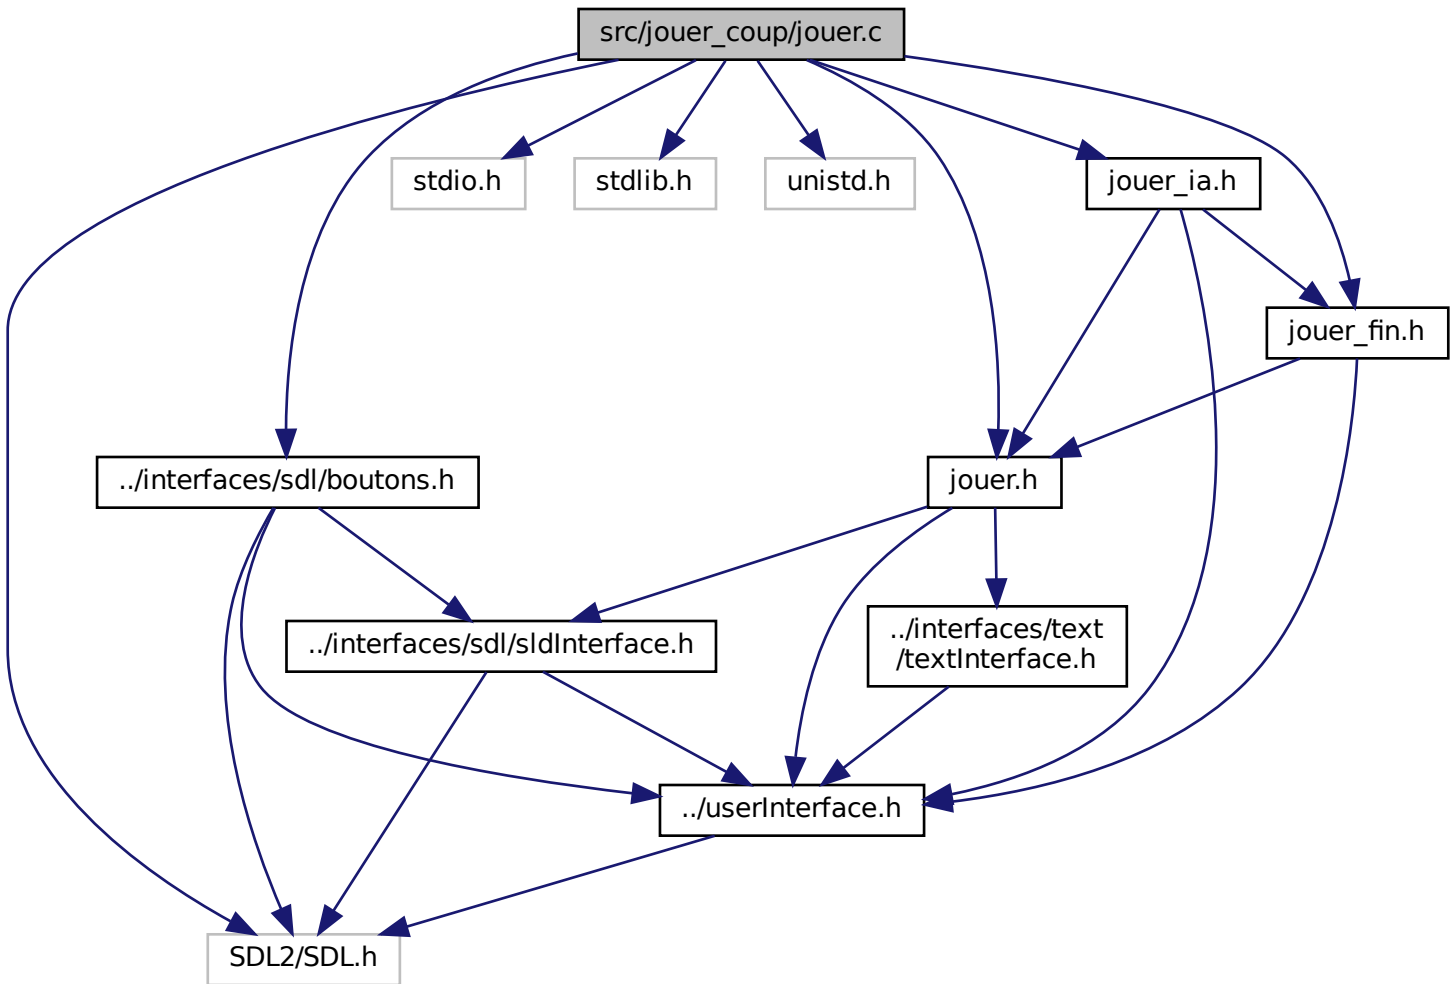 src/jouer_coup/jouer.c
stdio.h
stdlib.h
unistd.h
jouer_ia.h
jouer_fin.h
../interfaces/sdl/boutons.h
jouer.h
../interfaces/sdl/sldInterface.h
../interfaces/text
/textInterface.h
../userInterface.h
SDL2/SDL.h